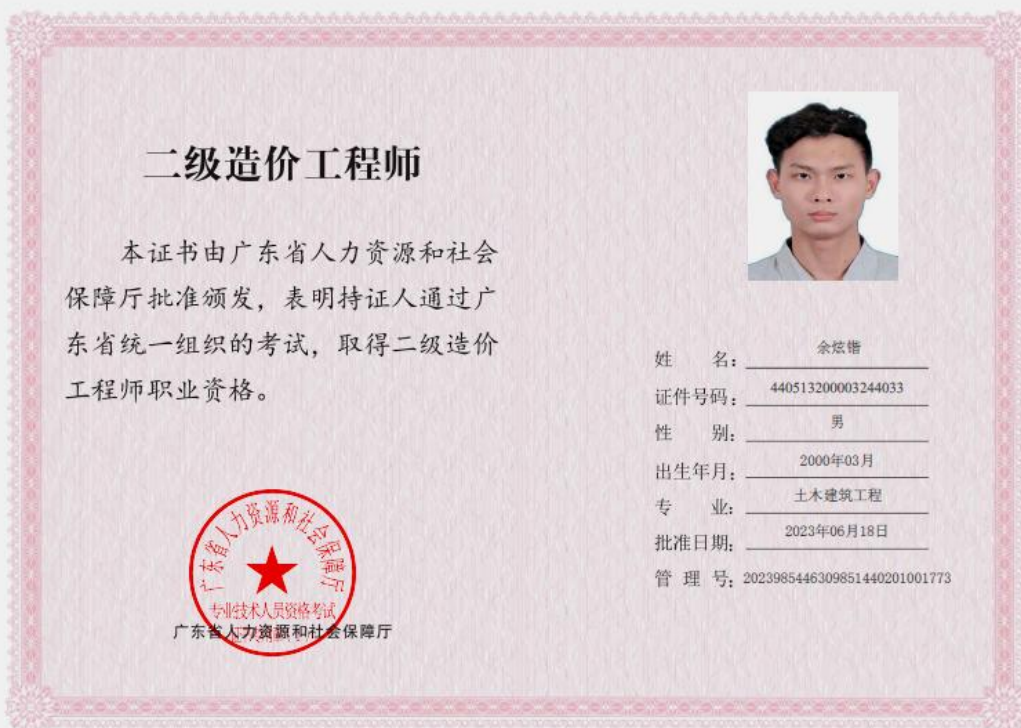 二级造价工程师
本证书由广东省人力资源和社会
保障厅批准颁发，表明持证人通过广
东省统一组织的考试，取得二级造价
工程师职业资格。
广东省人力资源和社会保障厅
专业技术人员资格考试
广东省人力资源和社会保障厅
姓 名：余炫锴
证件号码：440513200003244033
性 别：男
出生年月：2000年03月
专 业：土木建筑工程
批准日期：2023年06月18日
管 理 号：20239854463098514402010017​73